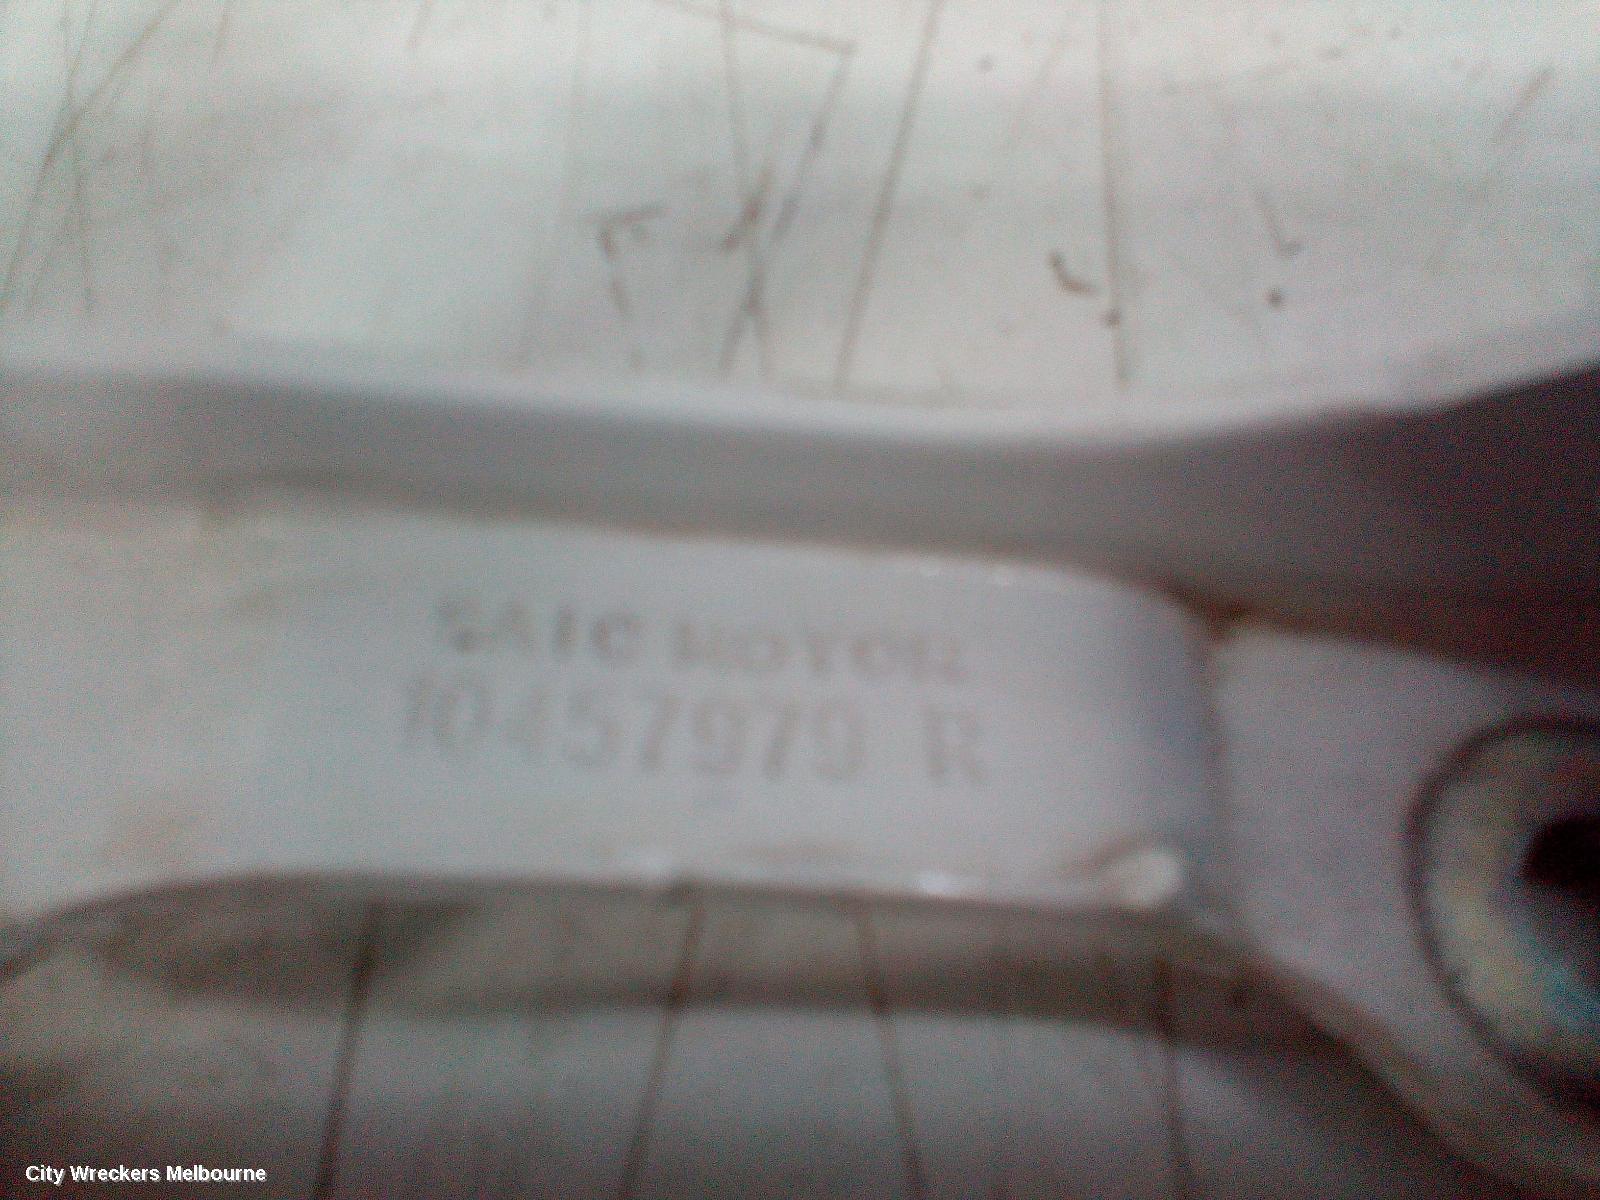 SAIC MOTOR
10457979 R
City Wreckers Melbourne